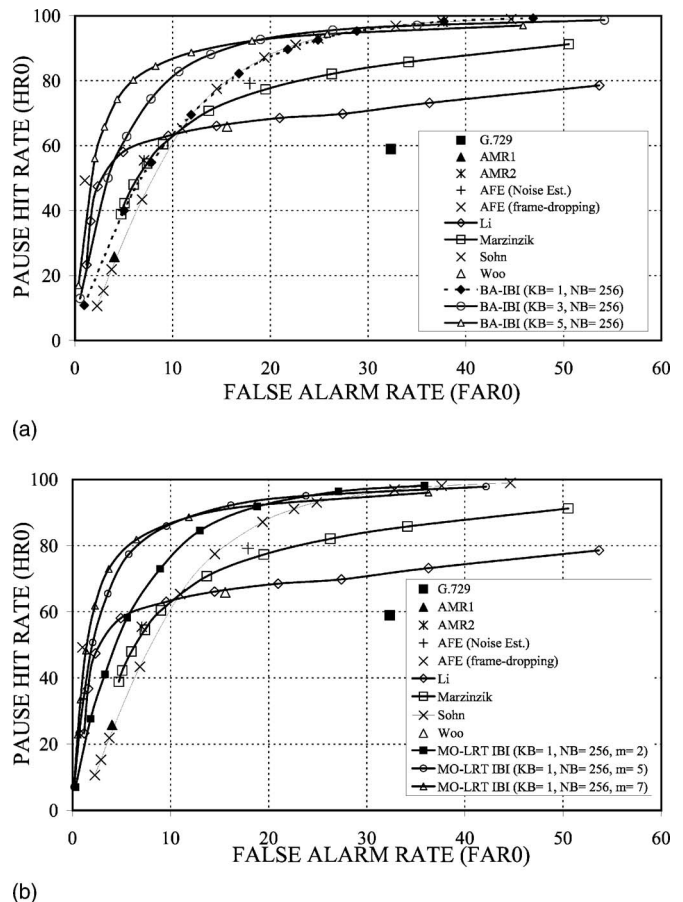 PAUSE HIT RATE (HR0)
100
80
60
40
20
0
G.729
AMR1
AMR2
AFE (Noise Est.)
AFE (frame-dropping)
Li
Marzinzik
Sohn
Woo
BA-IBI (KB= 1, NB= 256)
BA-IBI (KB= 3, NB= 256)
BA-IBI (KB= 5, NB= 256)
0 10 20 30 40 50 60
FALSE ALARM RATE (FAR0)
(a)
PAUSE HIT RATE (HR0)
100
80
60
40
20
0
G.729
AMR1
AMR2
AFE (Noise Est.)
AFE (frame-dropping)
Li
Marzinzik
Sohn
Woo
MO-LRT IBI (KB= 1, NB= 256, m= 2)
MO-LRT IBI (KB= 1, NB= 256, m= 5)
MO-LRT IBI (KB= 1, NB= 256, m= 7)
0 10 20 30 40 50 60
FALSE ALARM RATE (FAR0)
(b)